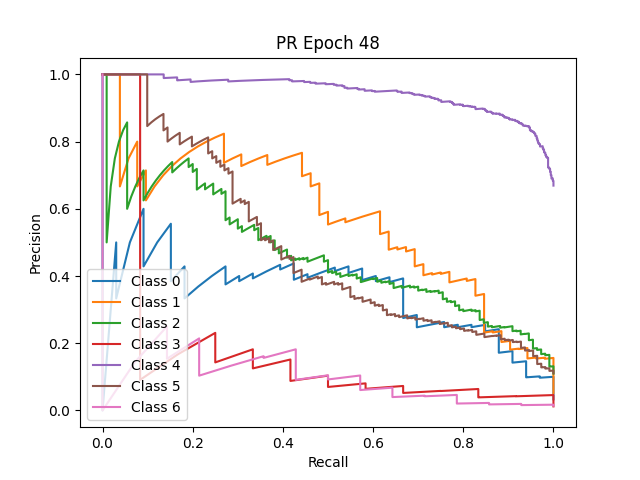 PR Epoch 48
Precision
1.0
0.8
0.6
0.4
0.2
0.0
Class 0
Class 1
Class 2
Class 3
Class 4
Class 5
Class 6
0.0 0.2 0.4 0.6 0.8 1.0
Recall